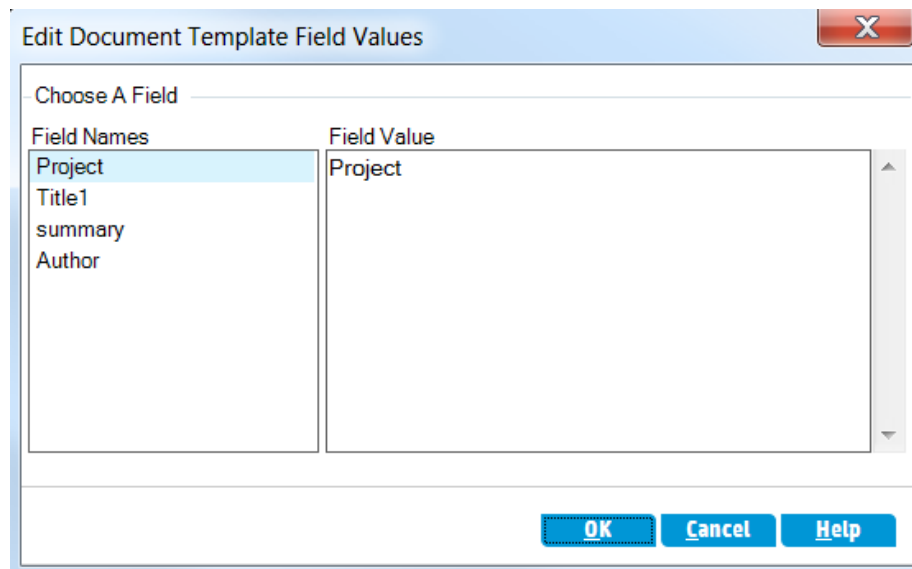 Edit Document Template Field Values
X
Choose A Field
Field Names
Field Value
Project
Project
Title1
summary
Author
OK
Cancel
Help